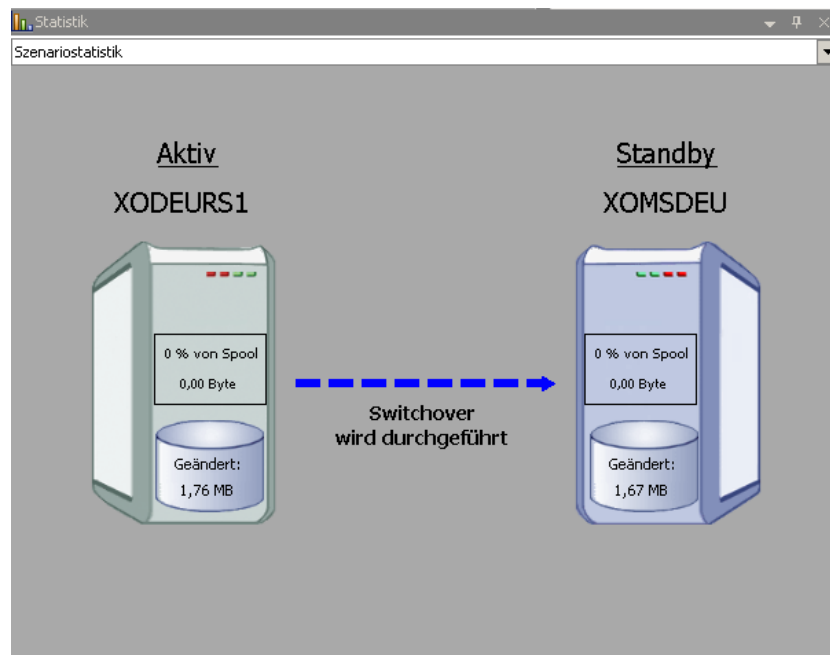 Statistik
Szenariostatistik
Aktiv
XODEURS1
Standby
XOMSDEU
0 % von Spool
0,00 Byte
Geändert:
1,76 MB
Switchover
wird durchgeführt
0 % von Spool
0,00 Byte
Geändert:
1,67 MB